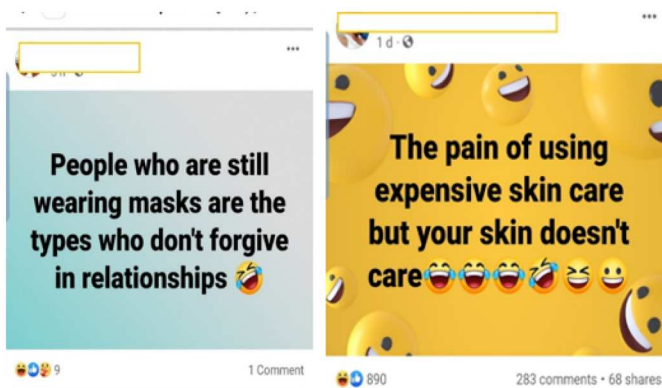 People who are still
wearing masks are the
types who don't forgive
in relationships 🤣
9
1 Comment
1 d
The pain of using
expensive skin care
but your skin doesn't
care😂😂😂🤣😆😀
890
283 comments • 68 shares